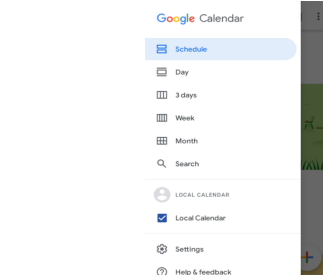 Google Calendar
Schedule
Day
3 days
Week
Month
Search
LOCAL CALENDAR
Local Calendar
Settings
Help & feedback